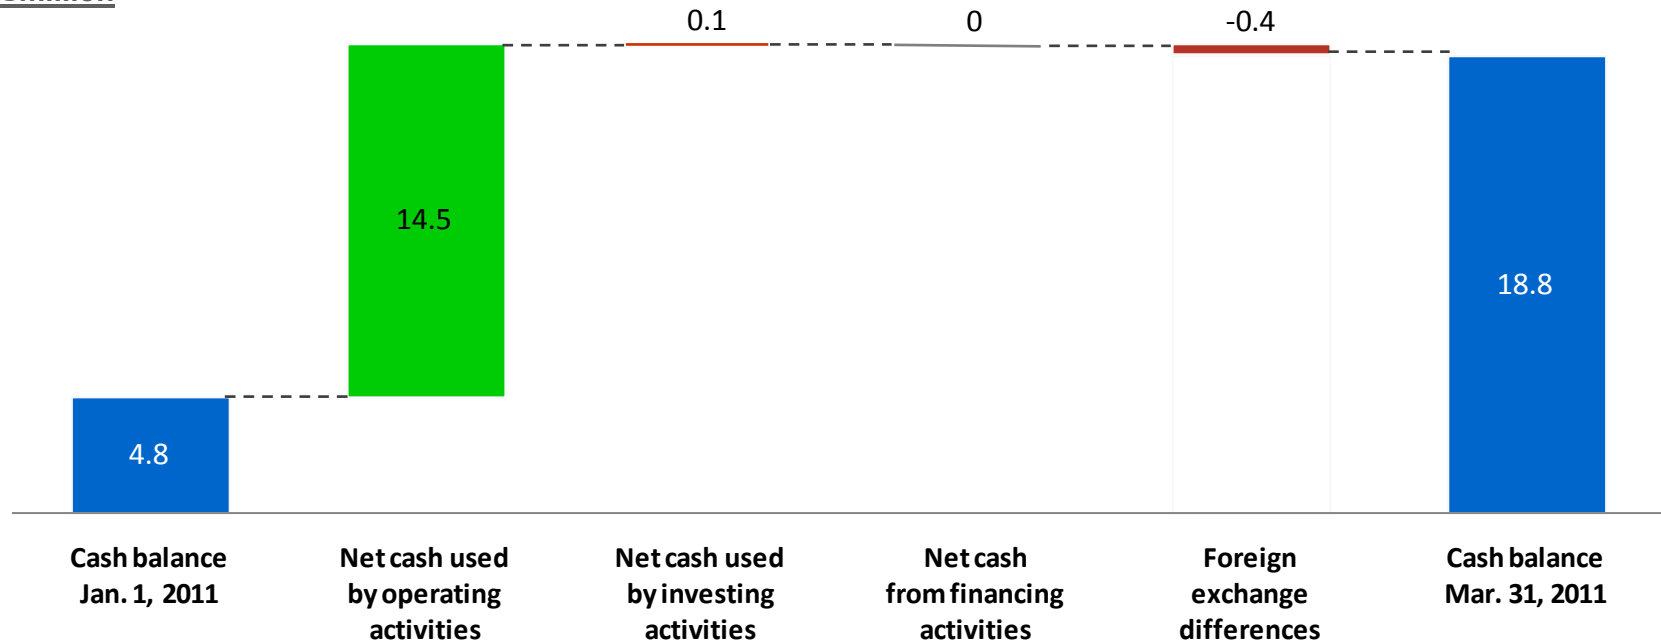 0.1
0
-0.4
14.5
18.8
4.8
Cash balance
Jan. 1, 2011
Net cash used
by operating
activities
Net cash used
by investing
activities
Net cash
from financing
activities
Foreign
exchange
differences
Cash balance
Mar. 31, 2011